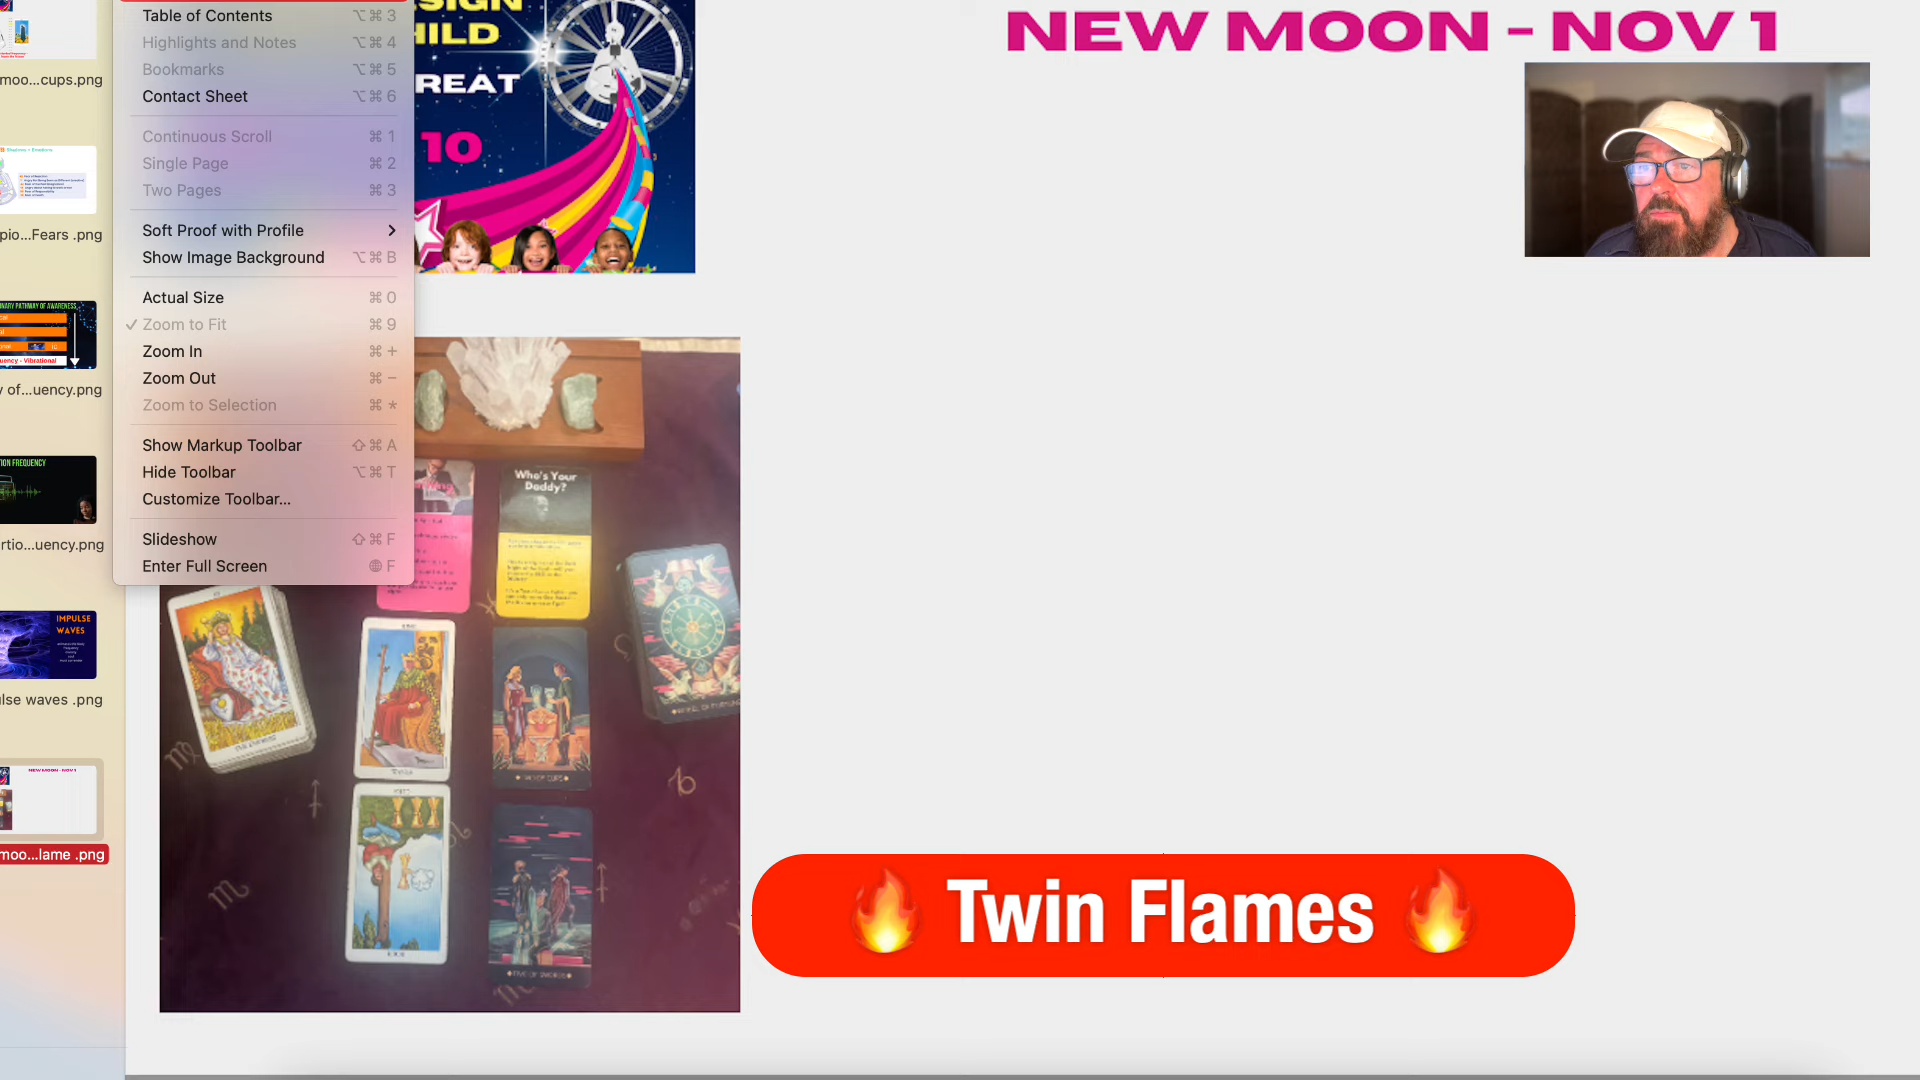 Table of Contents ⌥⌘3
Highlights and Notes ⌥⌘4
Bookmarks ⌥⌘5
Contact Sheet ⌥⌘6
Continuous Scroll ⌘1
Single Page ⌘2
Two Pages ⌘3
Soft Proof with Profile
Show Image Background ⌥⌘B
Actual Size ⌘0
✓ Zoom to Fit ⌘9
Zoom In ⌘+
Zoom Out ⌘−
Zoom to Selection ⌘*
Show Markup Toolbar ⇧⌘A
Hide Toolbar ⌥⌘T
Customize Toolbar...
Slideshow ⇧⌘F
Enter Full Screen F
moo...cups.png
pio...Fears .png
of...uency.png
rtio...uency.png
IMPULSE
WAVES
lse waves .png
NEW MOON - NOV 1
moo...lame .png
REAT
10
NEW MOON - NOV 1
Who's Your
Daddy?
🔥 Twin Flames 🔥